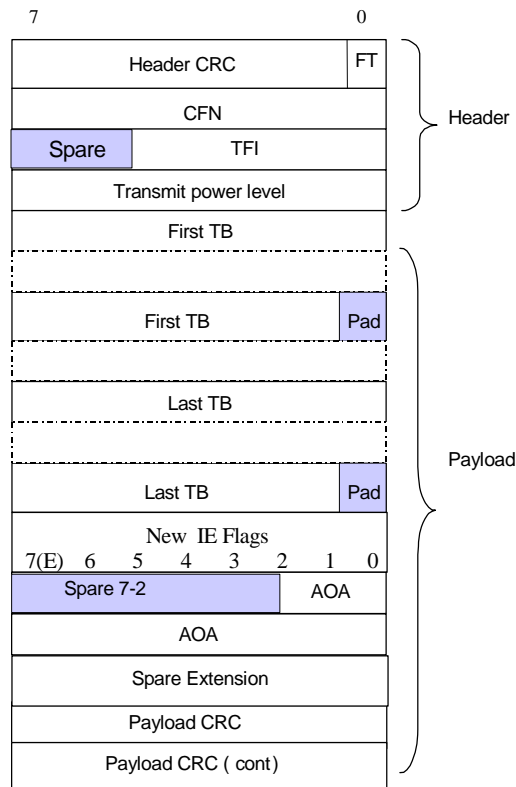 7 0
Header CRC FT
CFN
Header
Spare TFI
Transmit power level
First TB
First TB Pad
Last TB
Payload
Last TB Pad
New IE Flags
7(E) 6 5 4 3 2 1 0
Spare 7-2 AOA
AOA
Spare Extension
Payload CRC
Payload CRC ( cont)